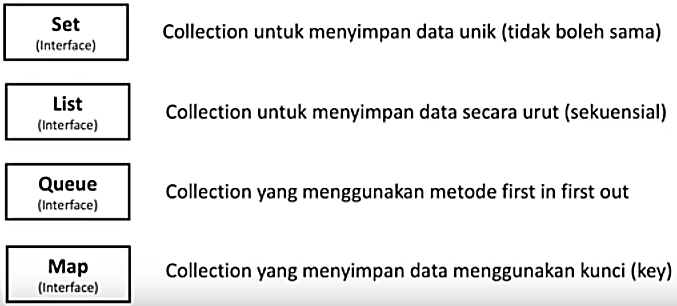 Set
(Interface)
Collection untuk menyimpan data unik (tidak boleh sama)
List
(Interface)
Collection untuk menyimpan data secara urut (sekuensial)
Queue
(Interface)
Collection yang menggunakan metode first in first out
Map
(Interface)
Collection yang menyimpan data menggunakan kunci (key)